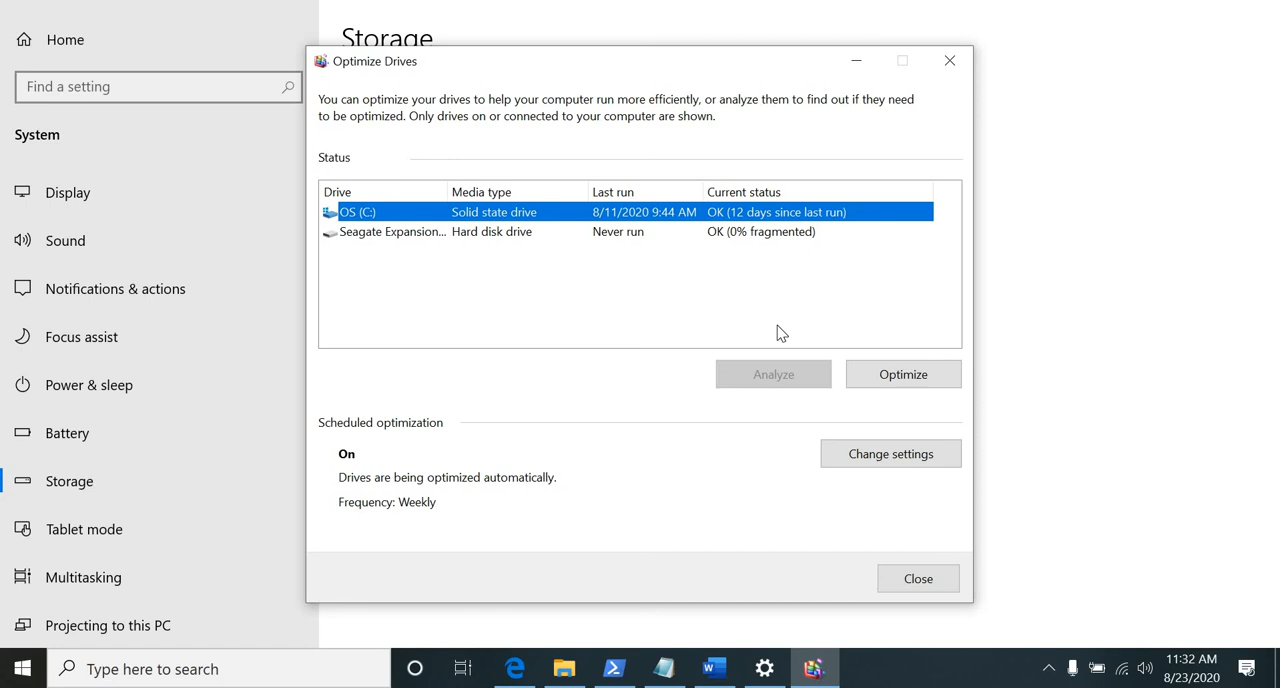 Home
Find a setting
System
Display
Sound
Notifications & actions
Focus assist
Power & sleep
Battery
Storage
Tablet mode
Multitasking
Projecting to this PC
Storage
Optimize Drives
You can optimize your drives to help your computer run more efficiently, or analyze them to find out if they need
to be optimized. Only drives on or connected to your computer are shown.
Status
Drive Media type Last run Current status
OS (C:) Solid state drive 8/11/2020 9:44 AM OK (12 days since last run)
Seagate Expansion... Hard disk drive Never run OK (0% fragmented)
Analyze Optimize
Scheduled optimization
On
Change settings
Drives are being optimized automatically.
Frequency: Weekly
Close
Type here to search
11:32 AM
8/23/2020